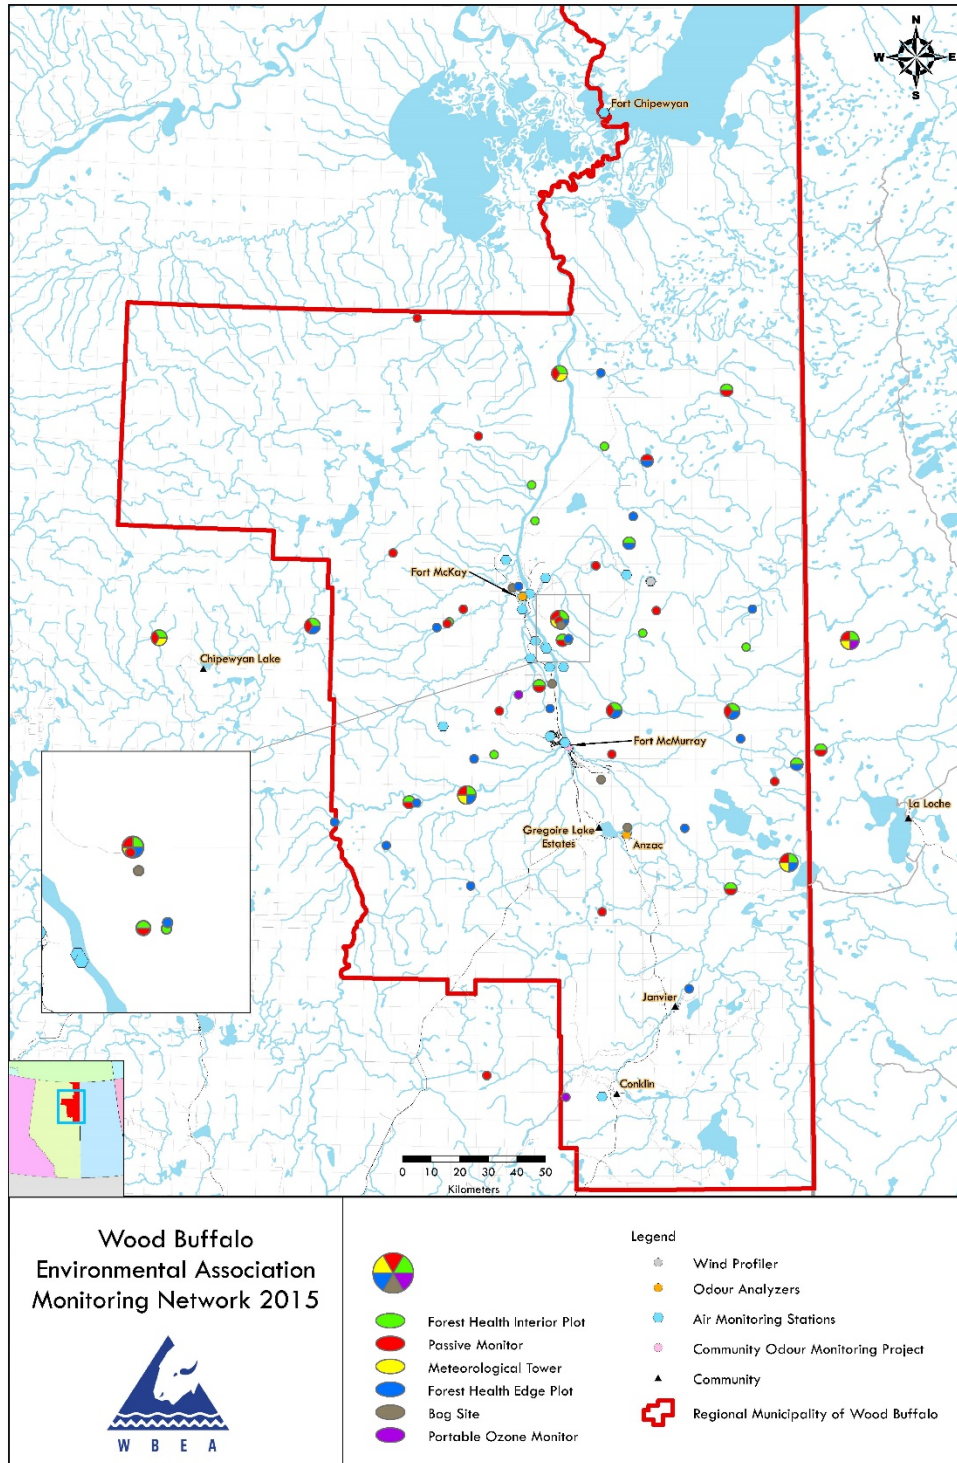 N
W E
S
Fort Chipewyan
Fort McKay
Chipewyan Lake
Fort McMurray
La Loche
Gregoire Lake
Estates
Anzac
Janvier
Conklin
0 10 20 30 40 50
Kilometers
Wood Buffalo
Environmental Association
Monitoring Network 2015
W B E A
Forest Health Interior Plot
Passive Monitor
Meteorological Tower
Forest Health Edge Plot
Bog Site
Portable Ozone Monitor
Legend
Wind Profiler
Odour Analyzers
Air Monitoring Stations
Community Odour Monitoring Project
Community
Regional Municipality of Wood Buffalo